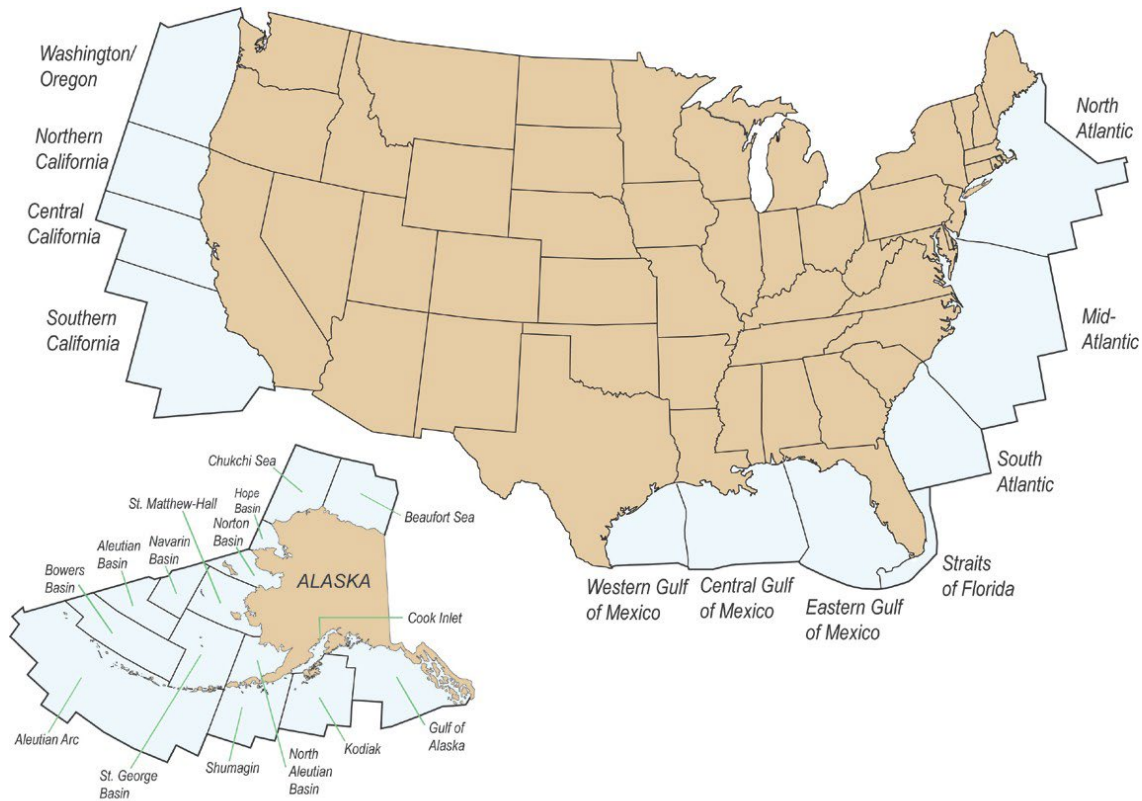 Washington/
Oregon
Northern
California
Central
California
Southern
California
North
Atlantic
Mid-
Atlantic
South
Atlantic
Straits
of Florida
Western Gulf
of Mexico
Central Gulf
of Mexico
Eastern Gulf
of Mexico
Chukchi Sea
Beaufort Sea
Hope
Basin
St. Matthew-Hall
Norton
Basin
Navarin
Basin
Aleutian
Basin
Bowers
Basin
ALASKA
Cook Inlet
Aleutian Arc
St. George
Basin
Shumagin
North
Aleutian
Basin
Kodiak
Gulf of
Alaska